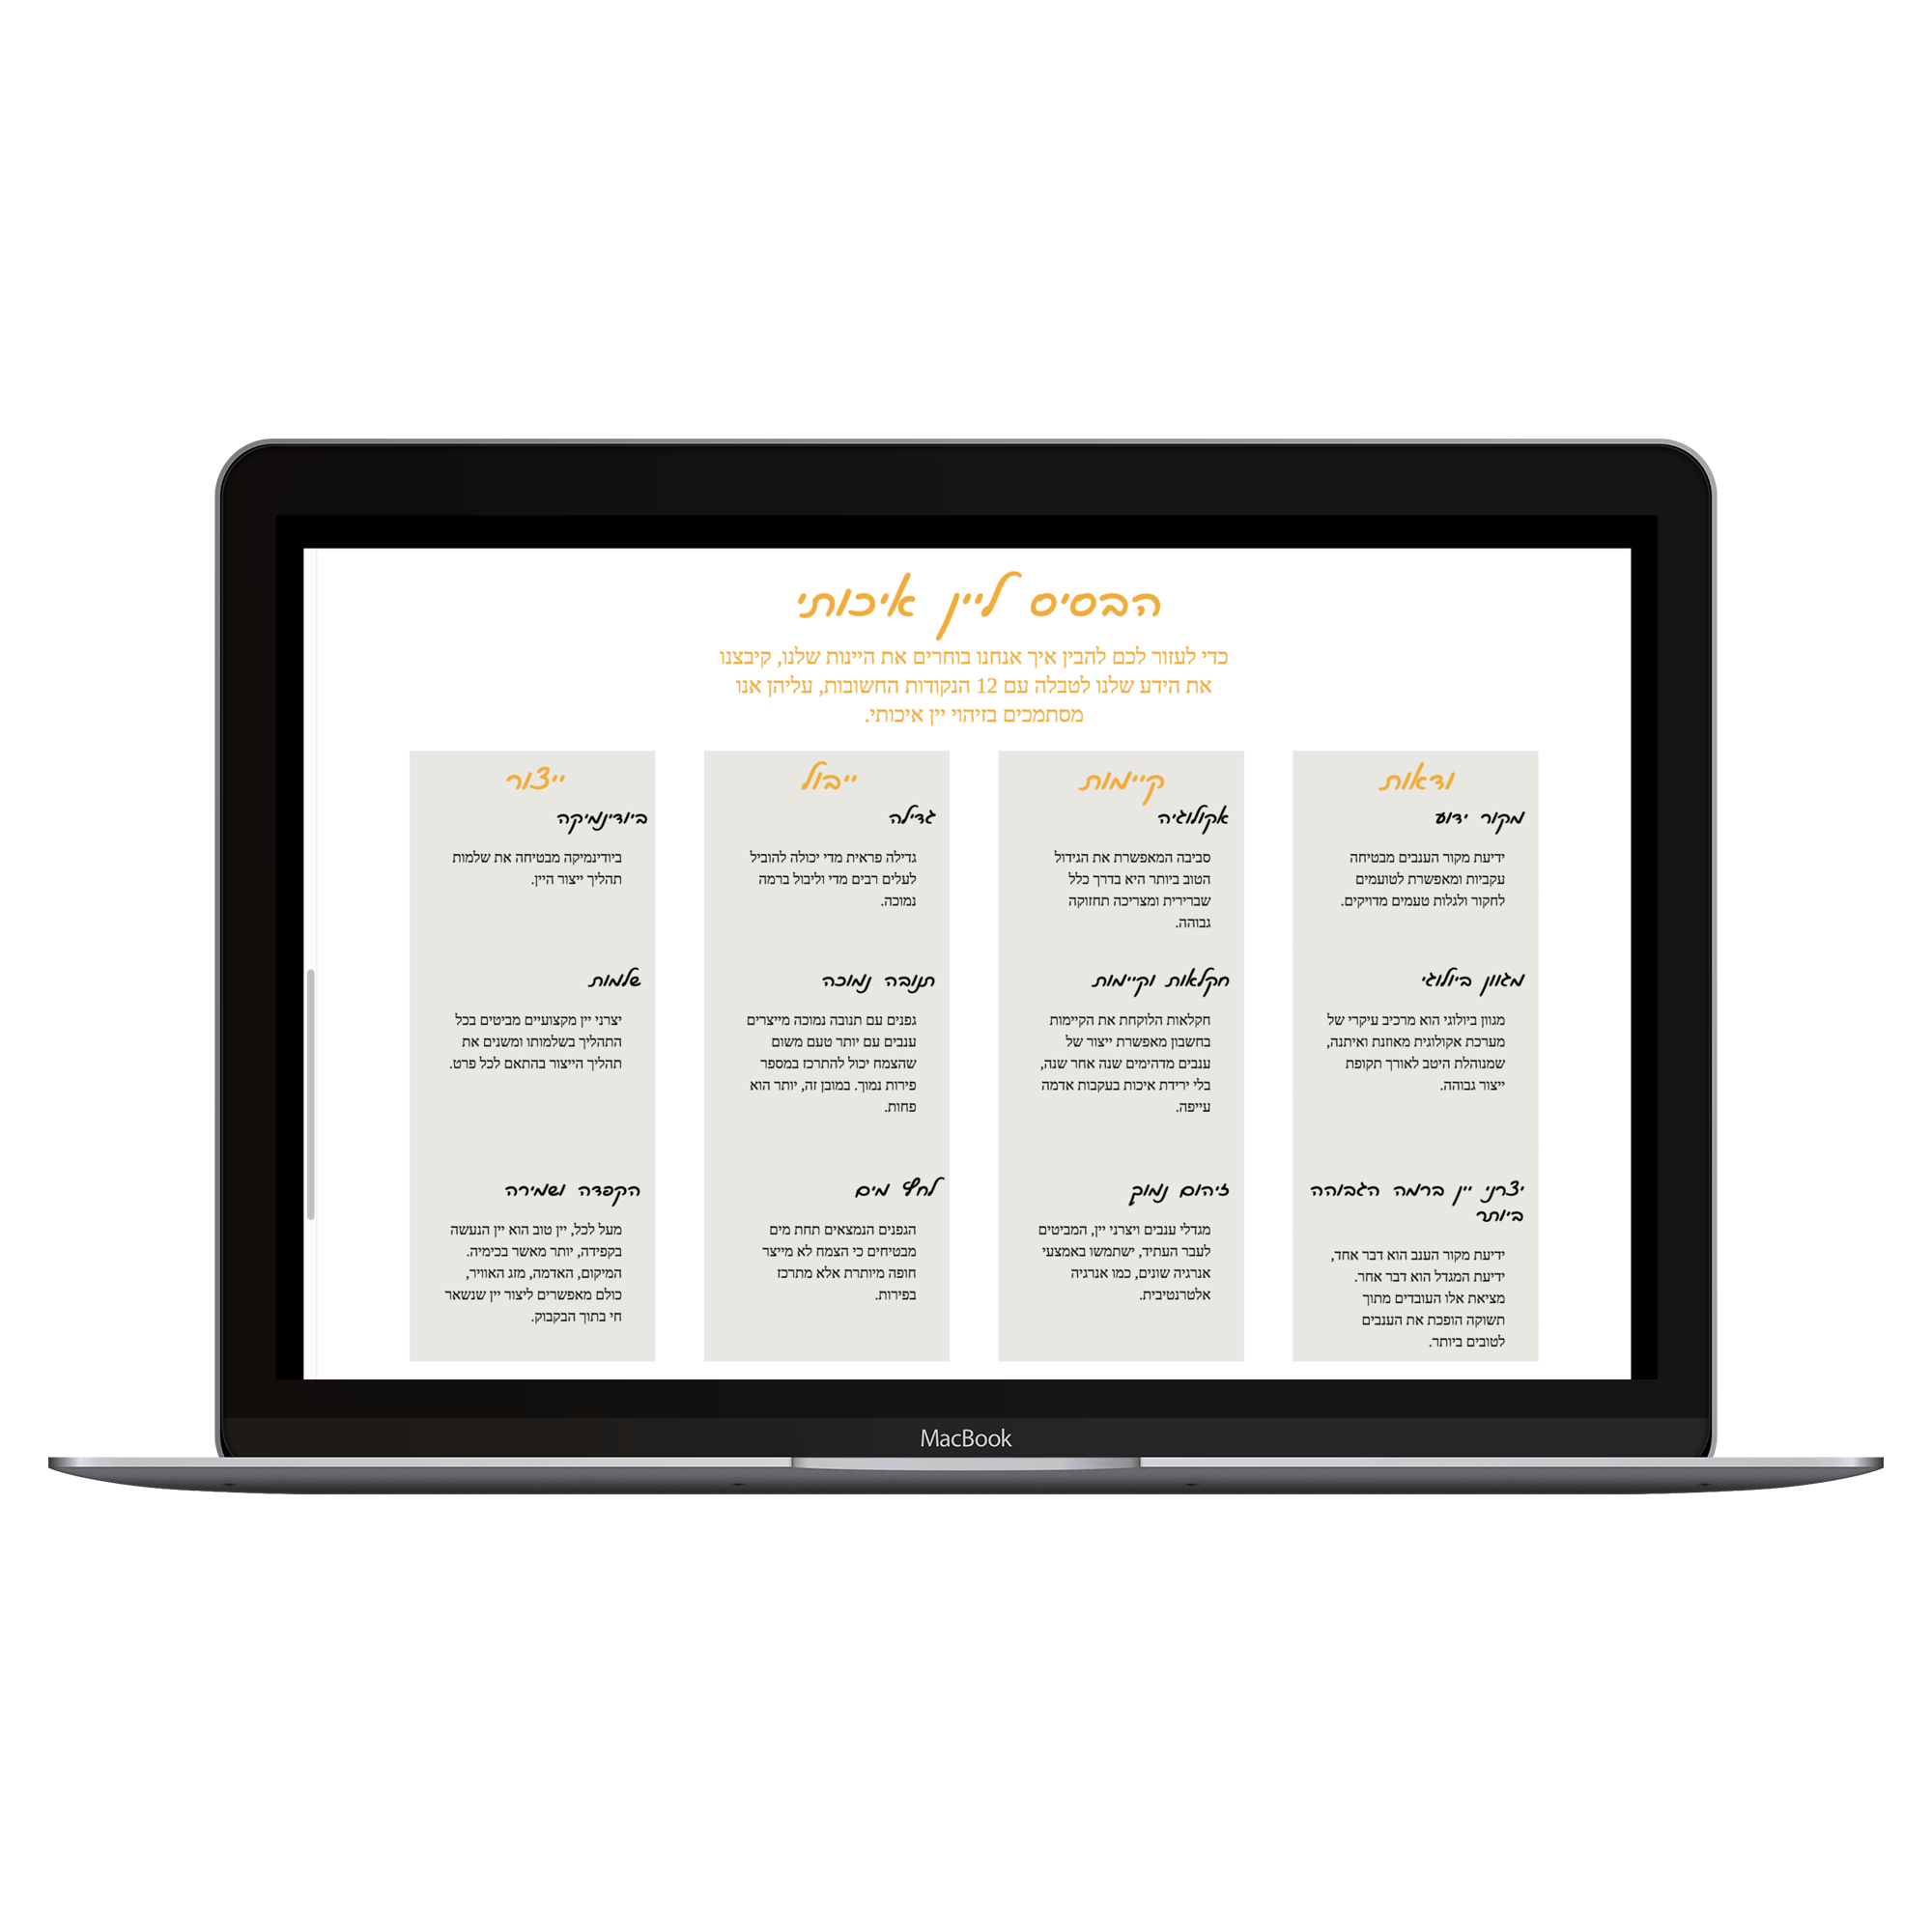 הבסיס ליין איכותי
כדי לעזור לכם להבין איך אנחנו בוחרים את היינות שלנו, קיבצנו
את הידע שלנו לטבלה עם 12 הנקודות החשובות, עליהן אנו
מסתמכים בזיהוי יין איכותי.
ודאות
מקור ידוע
ידיעת מקור הענבים מבטיחה
עקביות ומאפשרת לטועמים
לחקור ולגלות טעמים מדויקים.
מגוון ביולוגי
מגוון ביולוגי הוא מרכיב עיקרי של
מערכת אקולוגית מאוזנת ואיתנה,
שמנוהלת היטב לאורך תקופת
ייצור גבוהה.
יצרני יין ברמה הגבוהה
ביותר
ידיעת מקור הענב הוא דבר אחד,
ידיעת המגדל הוא דבר אחר.
מציאת אלו העובדים מתוך
תשוקה הופכת את הענבים
לטובים ביותר.
קיימות
אקולוגיה
סביבה המאפשרת את הגידול
הטוב ביותר היא בדרך כלל
שברירית ומצריכה תחזוקה
גבוהה.
חקלאות וקיימות
חקלאות הלוקחת את הקיימות
בחשבון מאפשרת ייצור של
ענבים מדהימים שנה אחר שנה,
בלי ירידת איכות בעקבות אדמה
עייפה.
זיהום נמוך
מגדלי ענבים ויצרני יין, המביטים
לעבר העתיד, ישתמשו באמצעי
אנרגיה שונים, כמו אנרגיה
אלטרנטיבית.
ייבול
גדילה
גדילה פראית מדי יכולה להוביל
לעלים רבים מדי וליבול ברמה
נמוכה.
תנובה נמוכה
גפנים עם תנובה נמוכה מייצרים
ענבים עם יותר טעם משום
שהצמח יכול להתרכז במספר
פירות נמוך. במובן זה, יותר הוא
פחות.
לחץ מים
הגפנים הנמצאים תחת מים
מבטיחים כי הצמח לא מייצר
חופה מיותרת אלא מתרכז
בפירות.
ייצור
ביודינמיקה
ביודינמיקה מבטיחה את שלמות
תהליך ייצור היין.
שלמות
יצרני יין מקצועיים מביטים בכל
התהליך בשלמותו ומשנים את
תהליך הייצור בהתאם לכל פרט.
הקפדה ושמירה
מעל לכל, יין טוב הוא יין הנעשה
בקפידה, יותר מאשר בכימיה.
המיקום, האדמה, מזג האוויר,
כולם מאפשרים ליצור יין שנשאר
חי בתוך הבקבוק.
MacBook